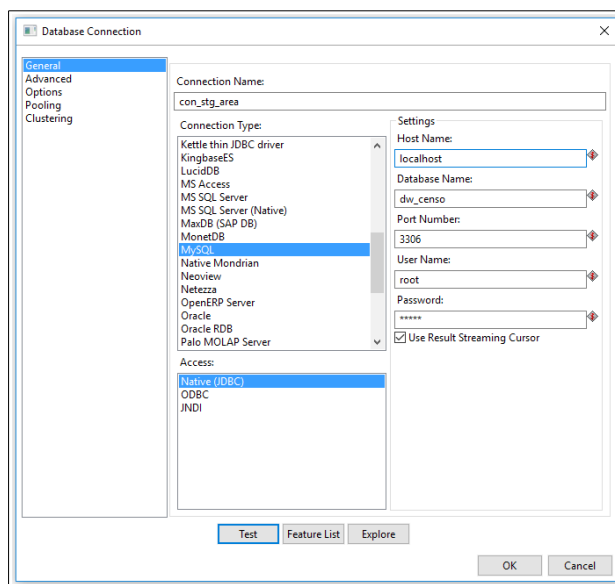 Database Connection
General
Advanced
Options
Pooling
Clustering
Connection Name:
con_stg_area
Connection Type:
Kettle thin JDBC driver
KingbaseES
LucidDB
MS Access
MS SQL Server
MS SQL Server (Native)
MaxDB (SAP DB)
MonetDB
MySQL
Native Mondrian
Neoview
Netezza
OpenERP Server
Oracle
Oracle RDB
Palo MOLAP Server
Access:
Native (JDBC)
ODBC
JNDI
Settings
Host Name:
localhost
Database Name:
dw_censo
Port Number:
3306
User Name:
root
Password:
*****
Use Result Streaming Cursor
Test
Feature List
Explore
OK
Cancel